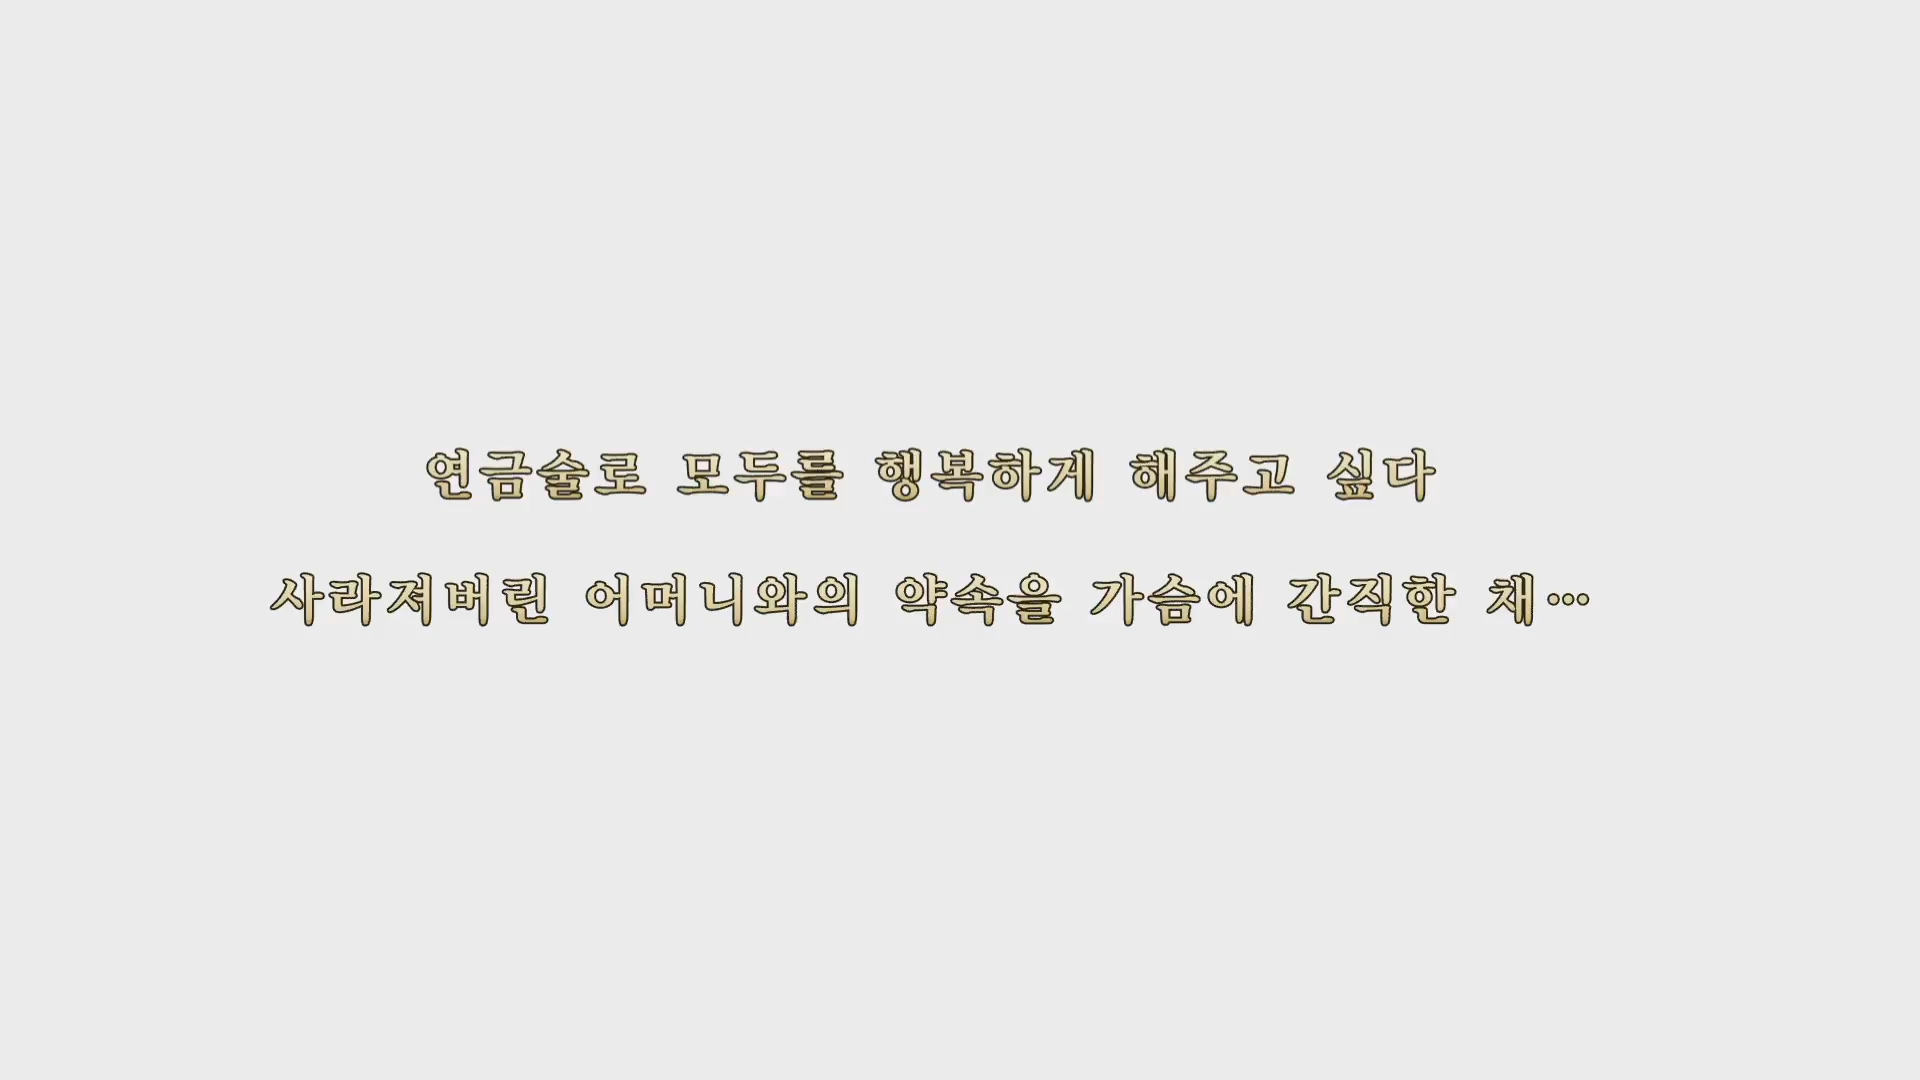 연금술로 모두를 행복하게 해주고 싶다
사라져버린 어머니와의 약속을 가슴에 간직한 채…